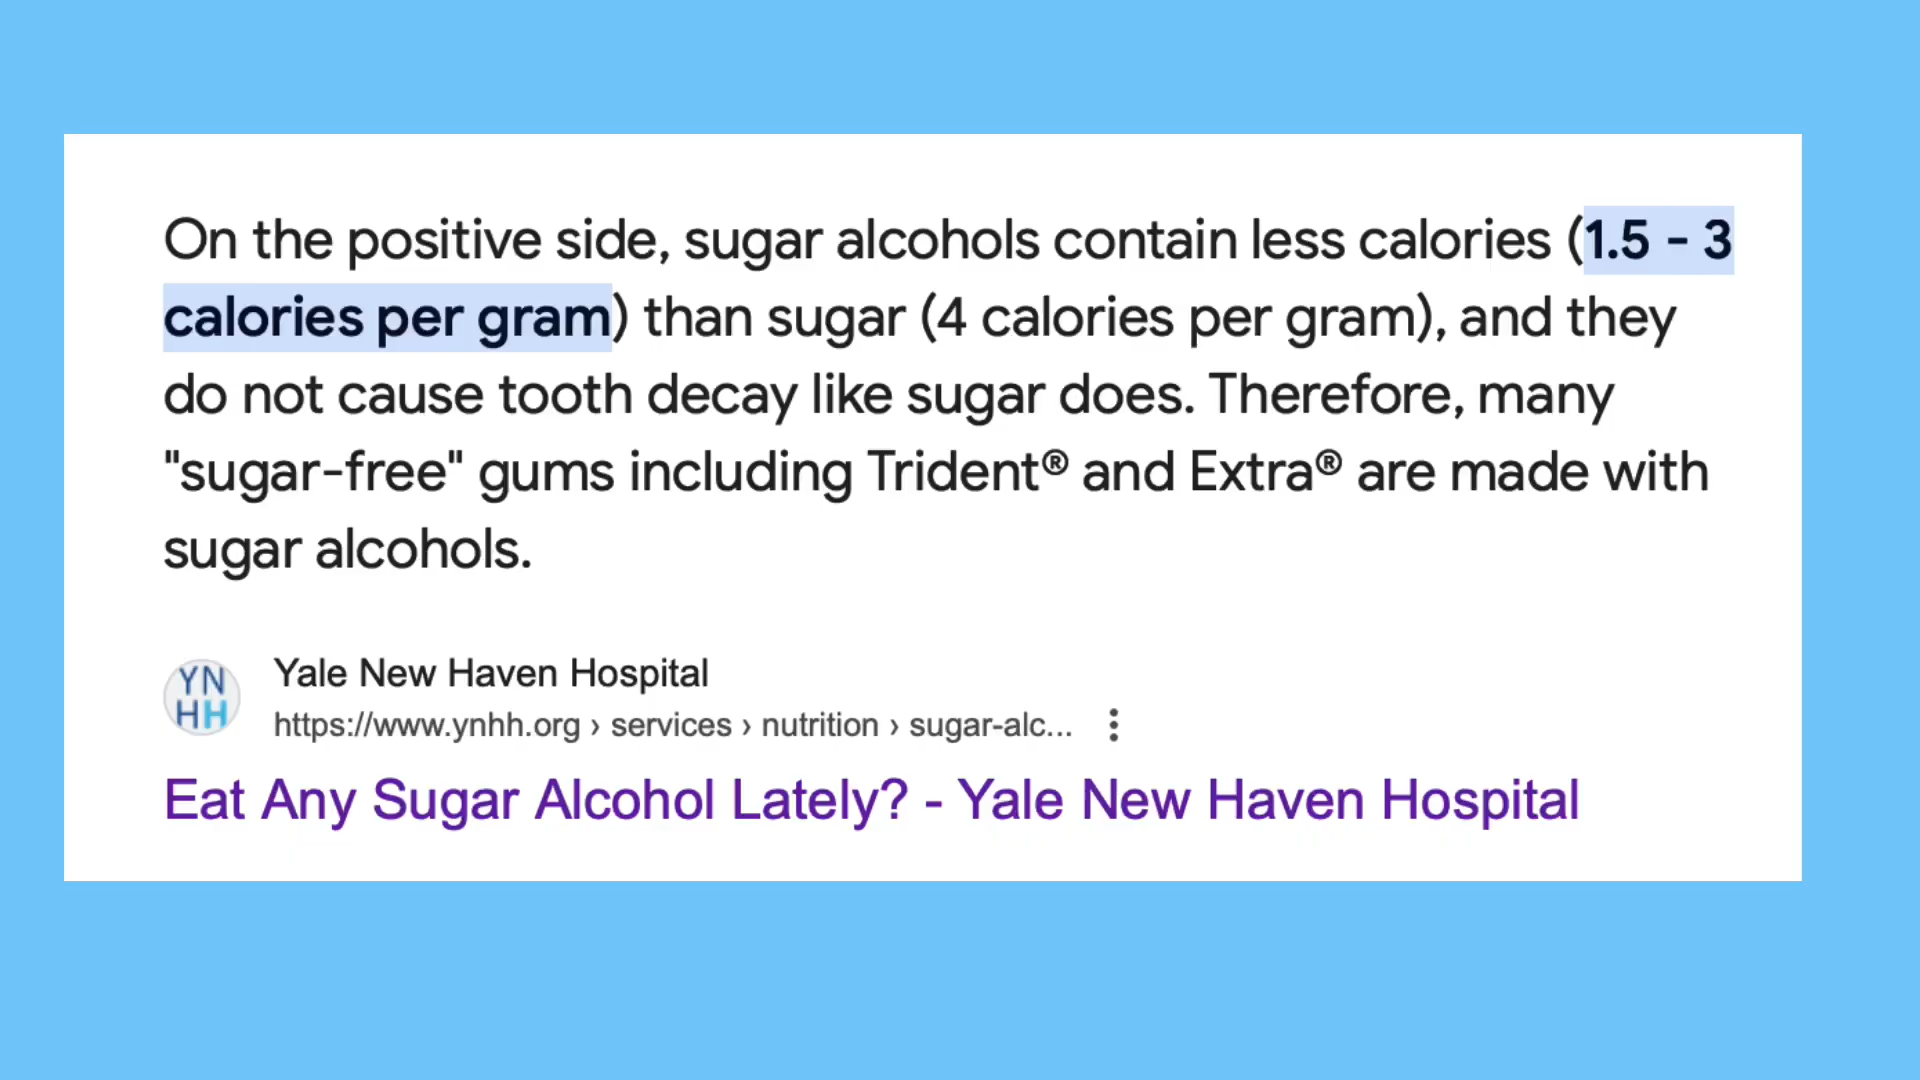 On the positive side, sugar alcohols contain less calories (1.5 - 3
calories per gram) than sugar (4 calories per gram), and they
do not cause tooth decay like sugar does. Therefore, many
"sugar-free" gums including Trident® and Extra® are made with
sugar alcohols.
YN
HH
Yale New Haven Hospital
https://www.ynhh.org › services › nutrition › sugar-alc...
Eat Any Sugar Alcohol Lately? - Yale New Haven Hospital